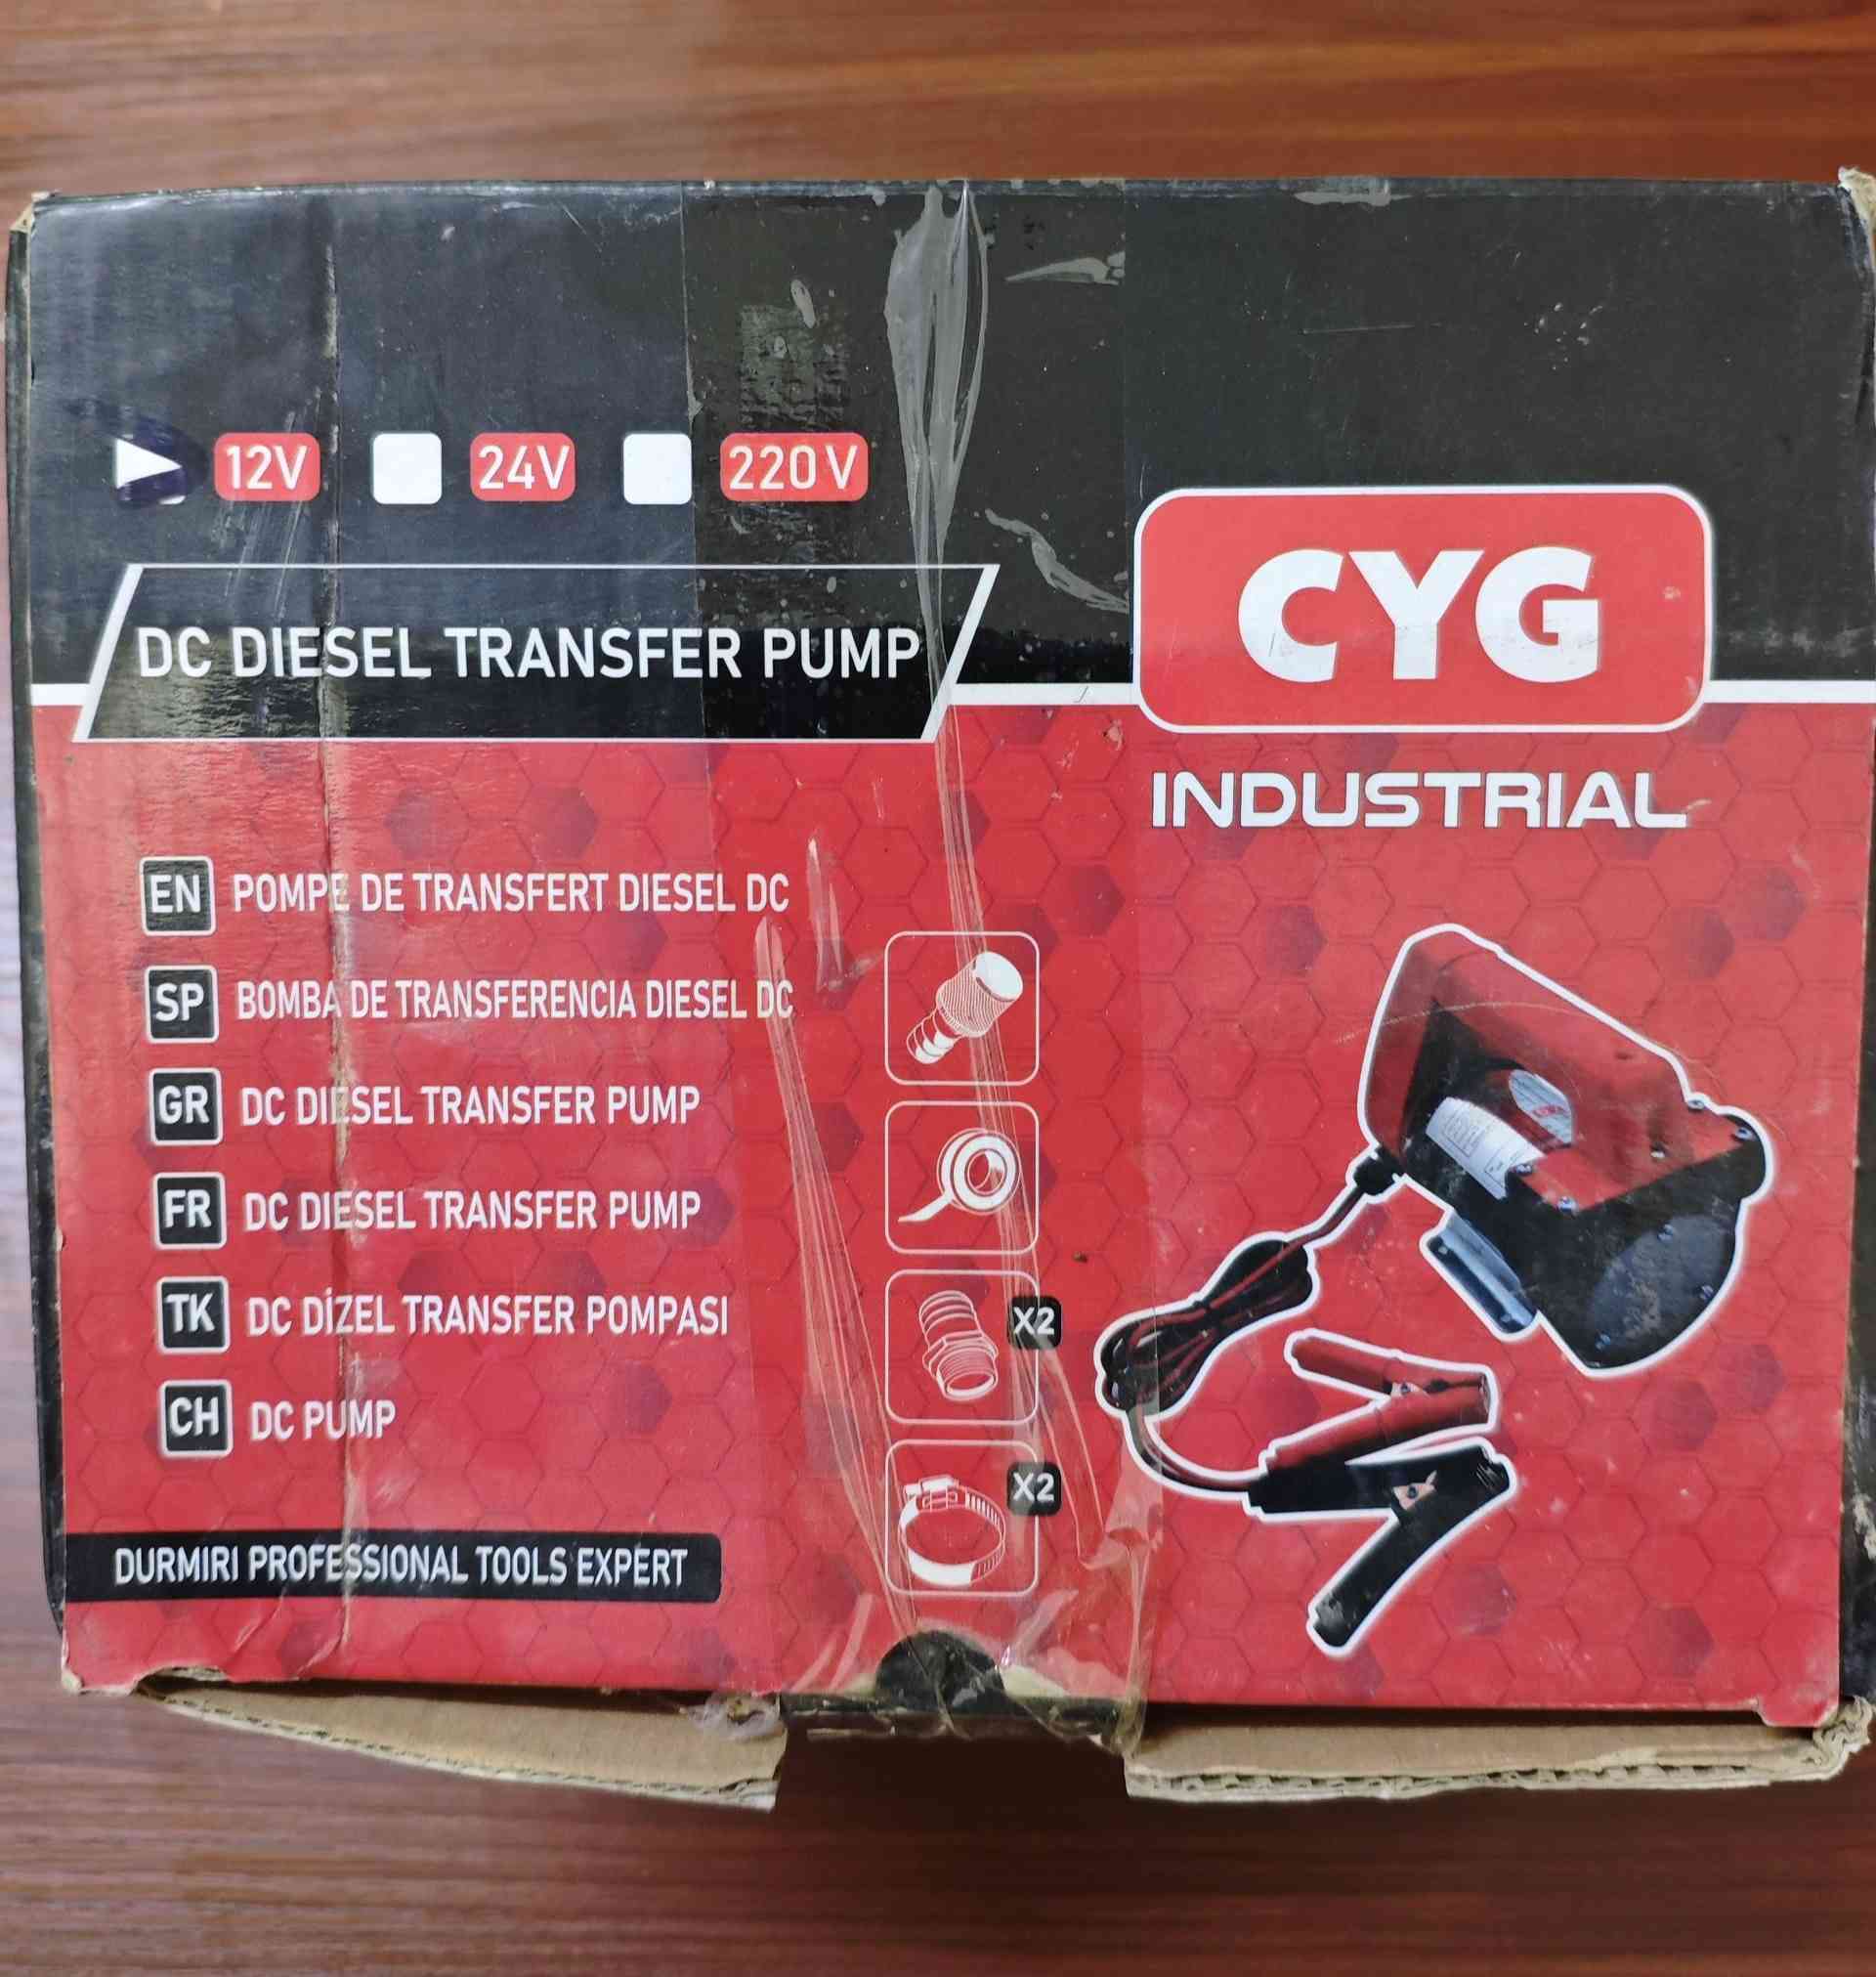 12V 24V 220V
DC DIESEL TRANSFER PUMP
CYG
INDUSTRIAL
EN POMPE DE TRANSFERT DIESEL DC
SP BOMBA DE TRANSFERENCIA DIESEL DC
GR DC DIESEL TRANSFER PUMP
FR DC DIESEL TRANSFER PUMP
TK DC DİZEL TRANSFER POMPASI
CH DC PUMP
X2
X2
DURMIRI PROFESSIONAL TOOLS EXPERT